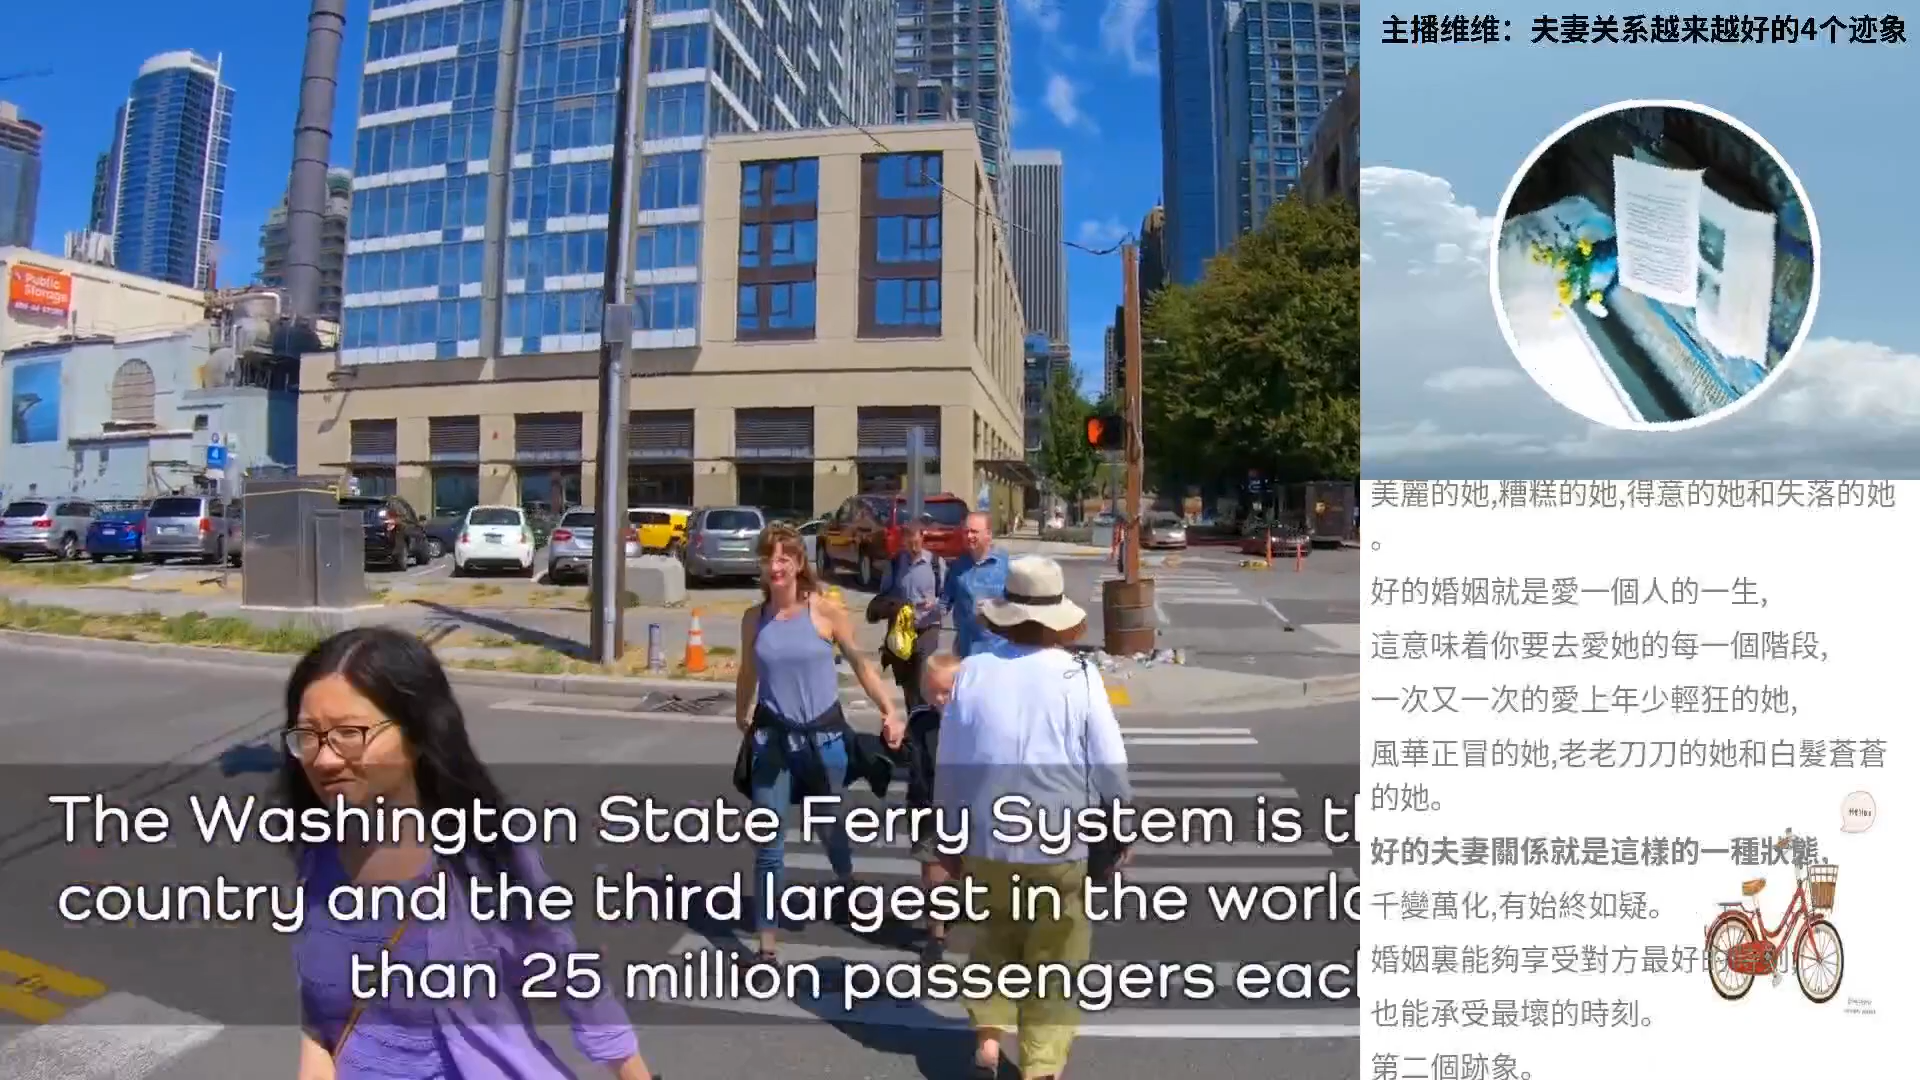 主播维维：夫妻关系越来越好的4个迹象
Public
Storage
The Washington State Ferry System is th
country and the third largest in the world
than 25 million passengers eac
美麗的她,糟糕的她,得意的她和失落的她
。
好的婚姻就是愛一個人的一生,
這意味着你要去愛她的每一個階段,
一次又一次的愛上年少輕狂的她,
風華正冒的她,老老刀刀的她和白髮蒼蒼
的她。
好的夫妻關係就是這樣的一種狀態,
千變萬化,有始終如疑。
婚姻裏能夠享受對方最好的時刻,
也能承受最壞的時刻。
第二個跡象。
Hello